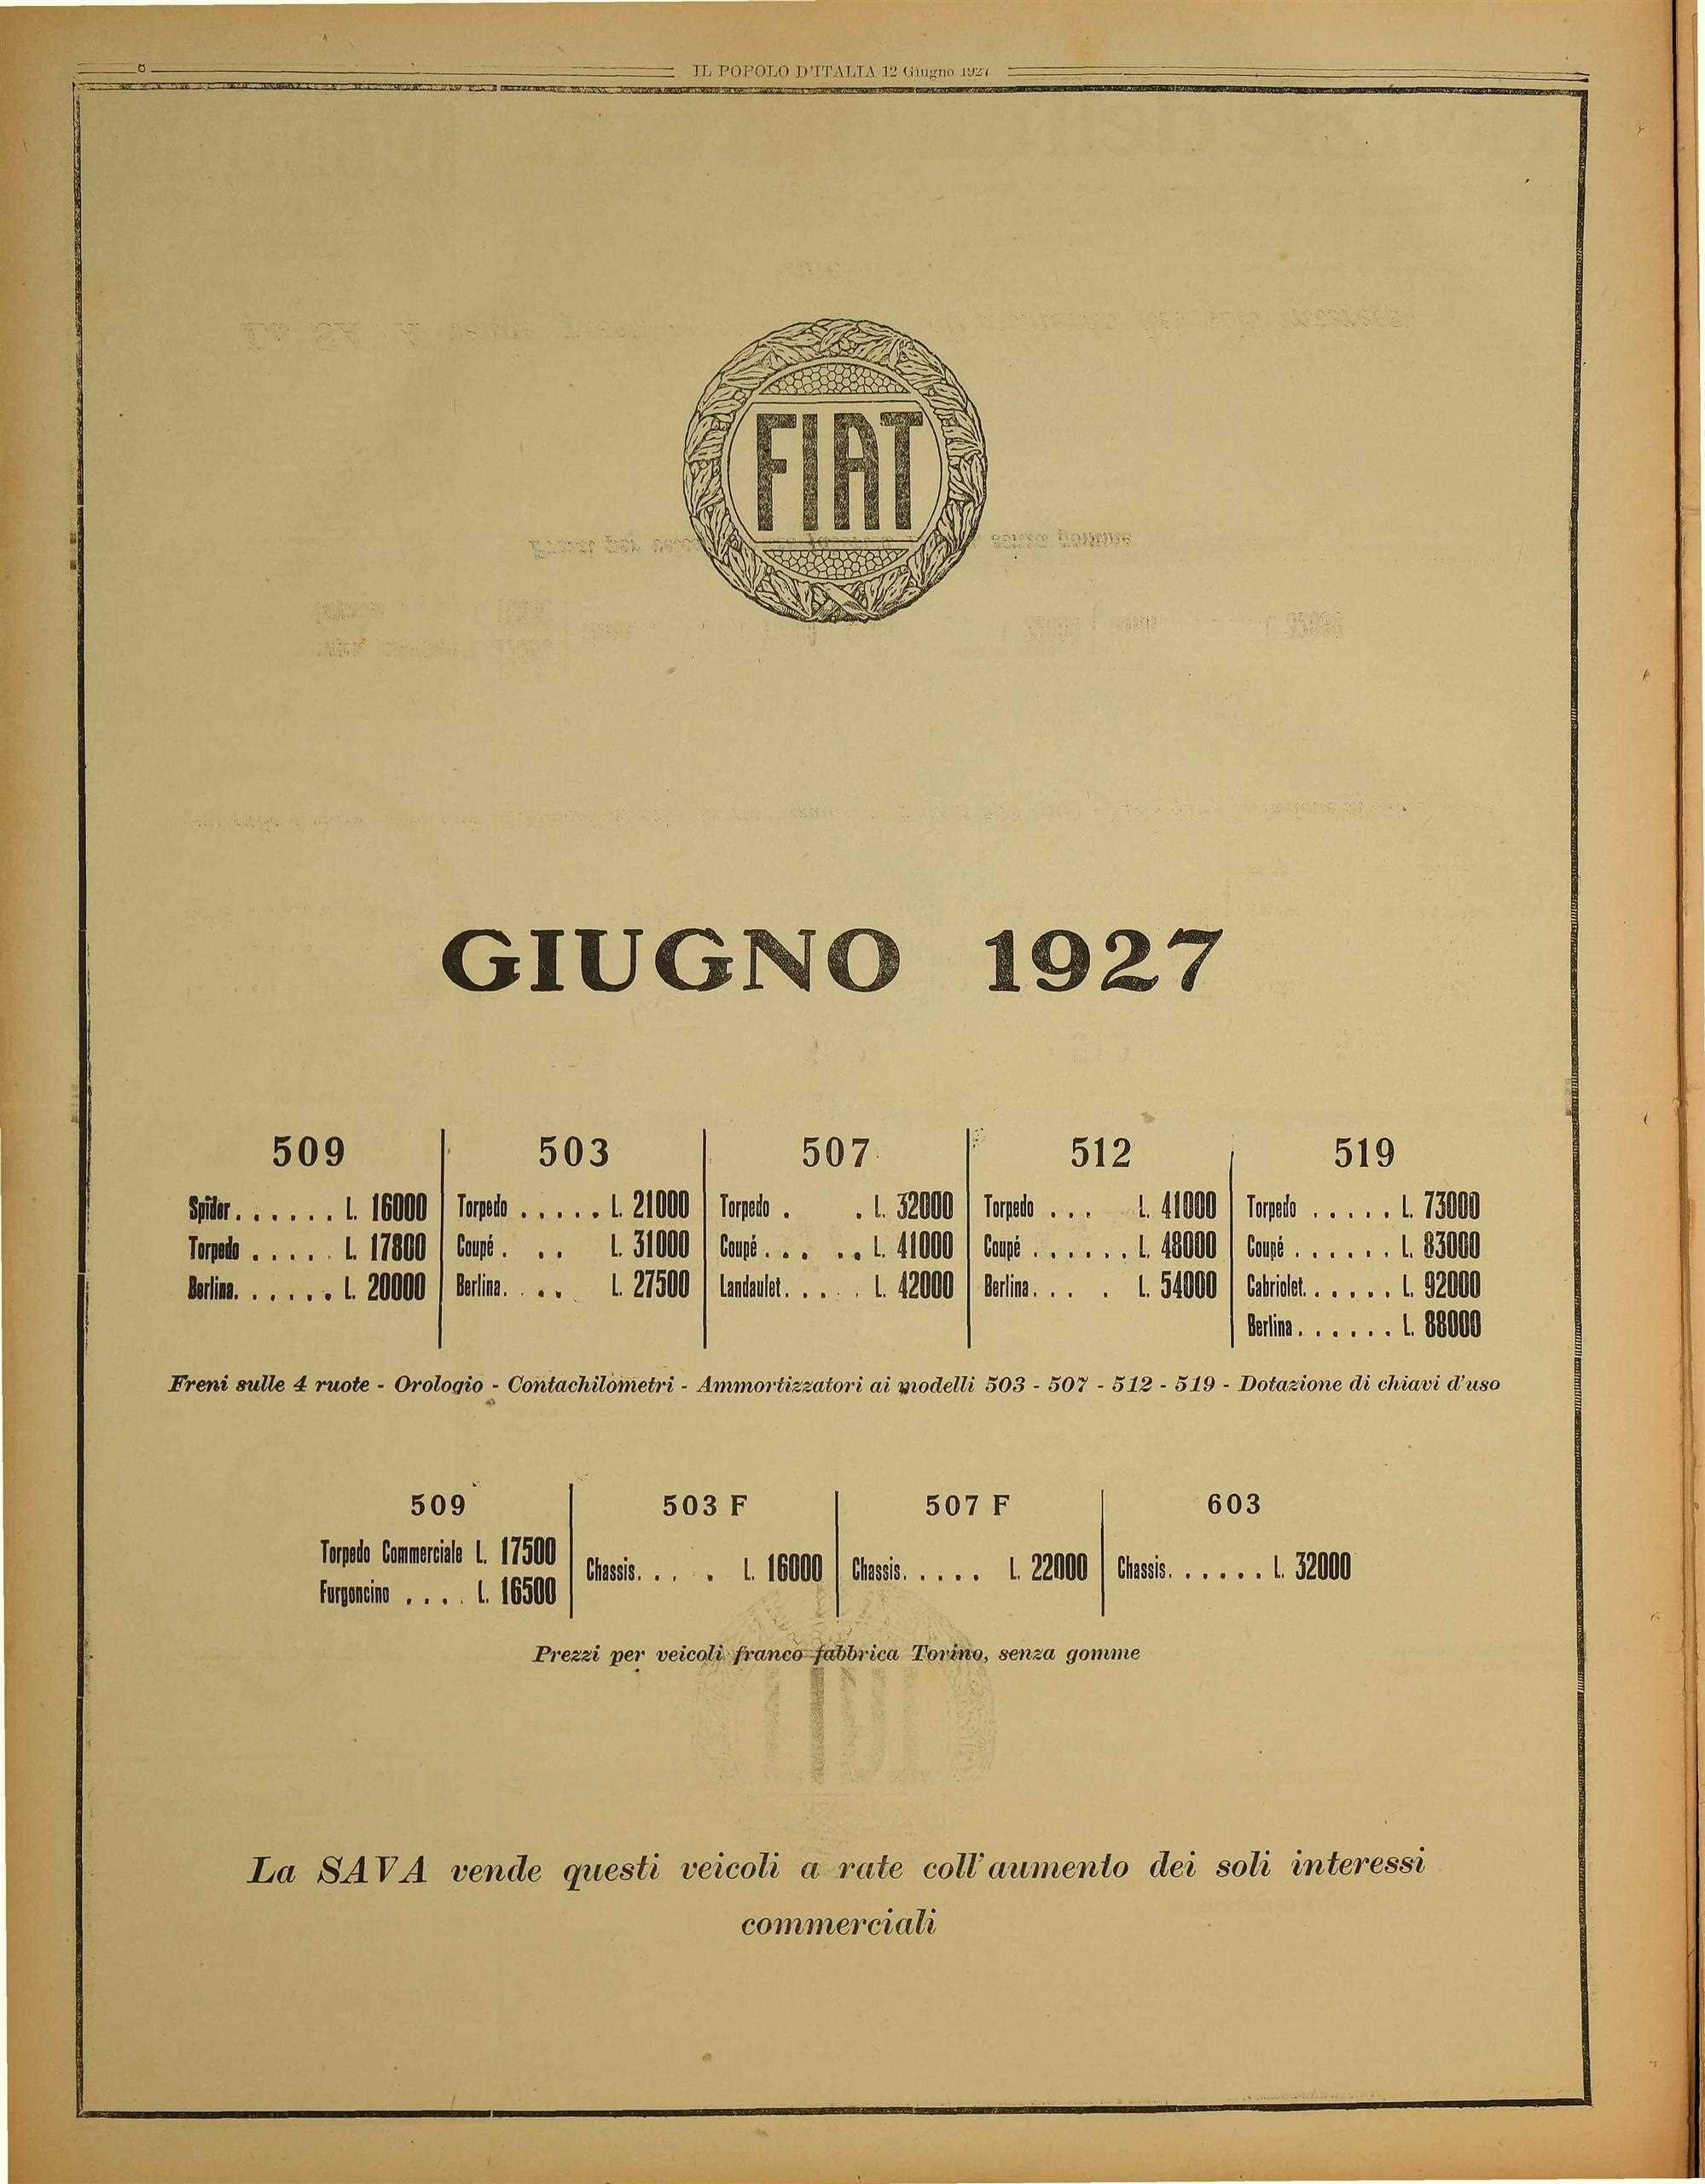 8 IL POPOLO D'ITALIA 12 Giugno 1927
FIAT
GIUGNO 1927
509
Spider. . . . . . L. 16000
Torpedo . . . . . L. 17800
Berlina. . . . . . L. 20000
503
Torpedo . . . . . L. 21000
Coupé . . . L. 31000
Berlina. . . . L. 27500
507
Torpedo . . L. 32000
Coupé . . . . . L. 41000
Landaulet. . . . . L. 42000
512
Torpedo . . . L. 41000
Coupé . . . . . . L. 48000
Berlina. . . . L. 54000
519
Torpedo . . . . . L. 73000
Coupé . . . . . . L. 83000
Cabriolet. . . . . . L. 92000
Berlina . . . . . . L. 88000
Freni sulle 4 ruote - Orologio - Contachilòmetri - Ammortizzatori ai modelli 503 - 507 - 512 - 519 - Dotazione di chiavi d'uso
509
Torpedo Commerciale L. 17500
Furgoncino . . . . L. 16500
503 F
Chassis. . . . L. 16000
507 F
Chassis. . . . . L. 22000
603
Chassis. . . . . . L. 32000
Prezzi per veicoli franco fabbrica Torino, senza gomme
La SAVA vende questi veicoli a rate coll'aumento dei soli interessi
commerciali